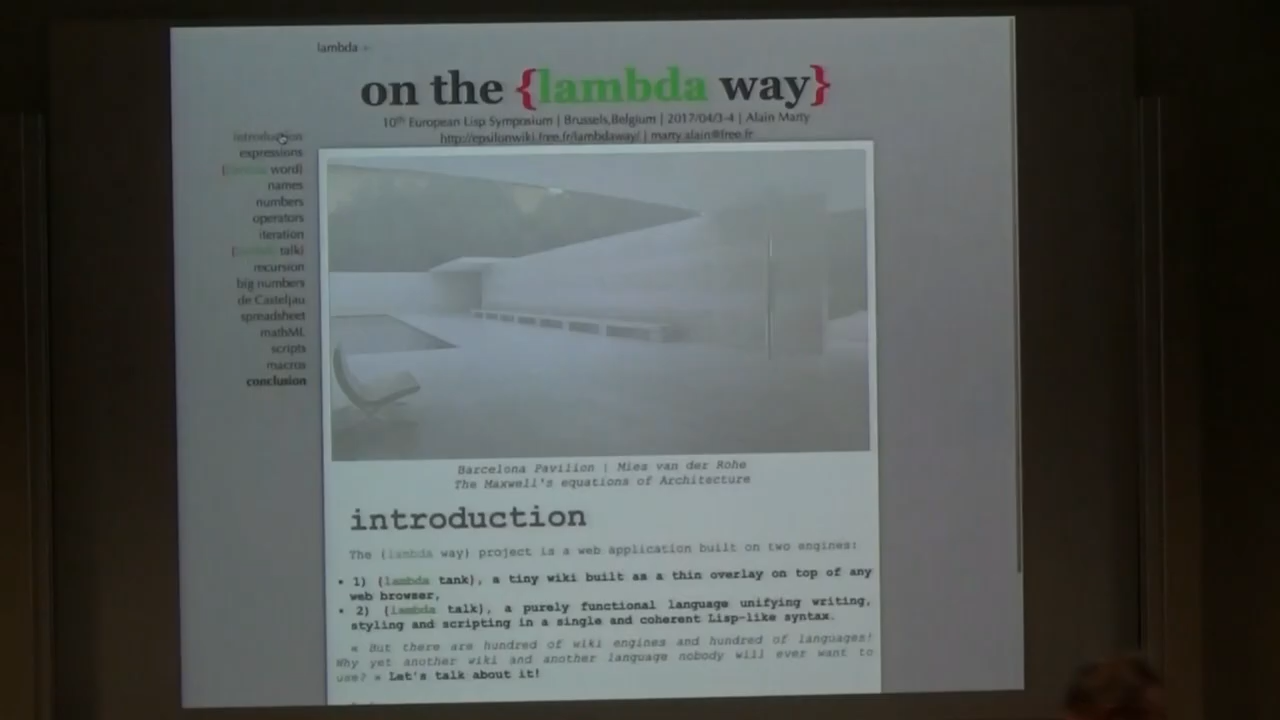 lambda
on the {lambda way}
10th European Lisp Symposium | Brussels,Belgium | 2017/04/3-4 | Alain Marty
http://epsilonwiki.free.fr/lambdaway/ | marty.alain@free.fr
introduction
expressions
{lambda word}
names
numbers
operators
iteration
{lambda talk}
recursion
big numbers
de Casteljau
spreadsheet
mathML
scripts
macros
conclusion
Barcelona Pavilion | Mies van der Rohe
The Maxwell's equations of Architecture
introduction
The {lambda way} project is a web application built on two engines:
• 1) {lambda tank}, a tiny wiki built as a thin overlay on top of any
web browser,
• 2) {lambda talk}, a purely functional language unifying writing,
styling and scripting in a single and coherent Lisp-like syntax.
« But there are hundred of wiki engines and hundred of languages!
Why yet another wiki and another language nobody will ever want to
use? » Let's talk about it!